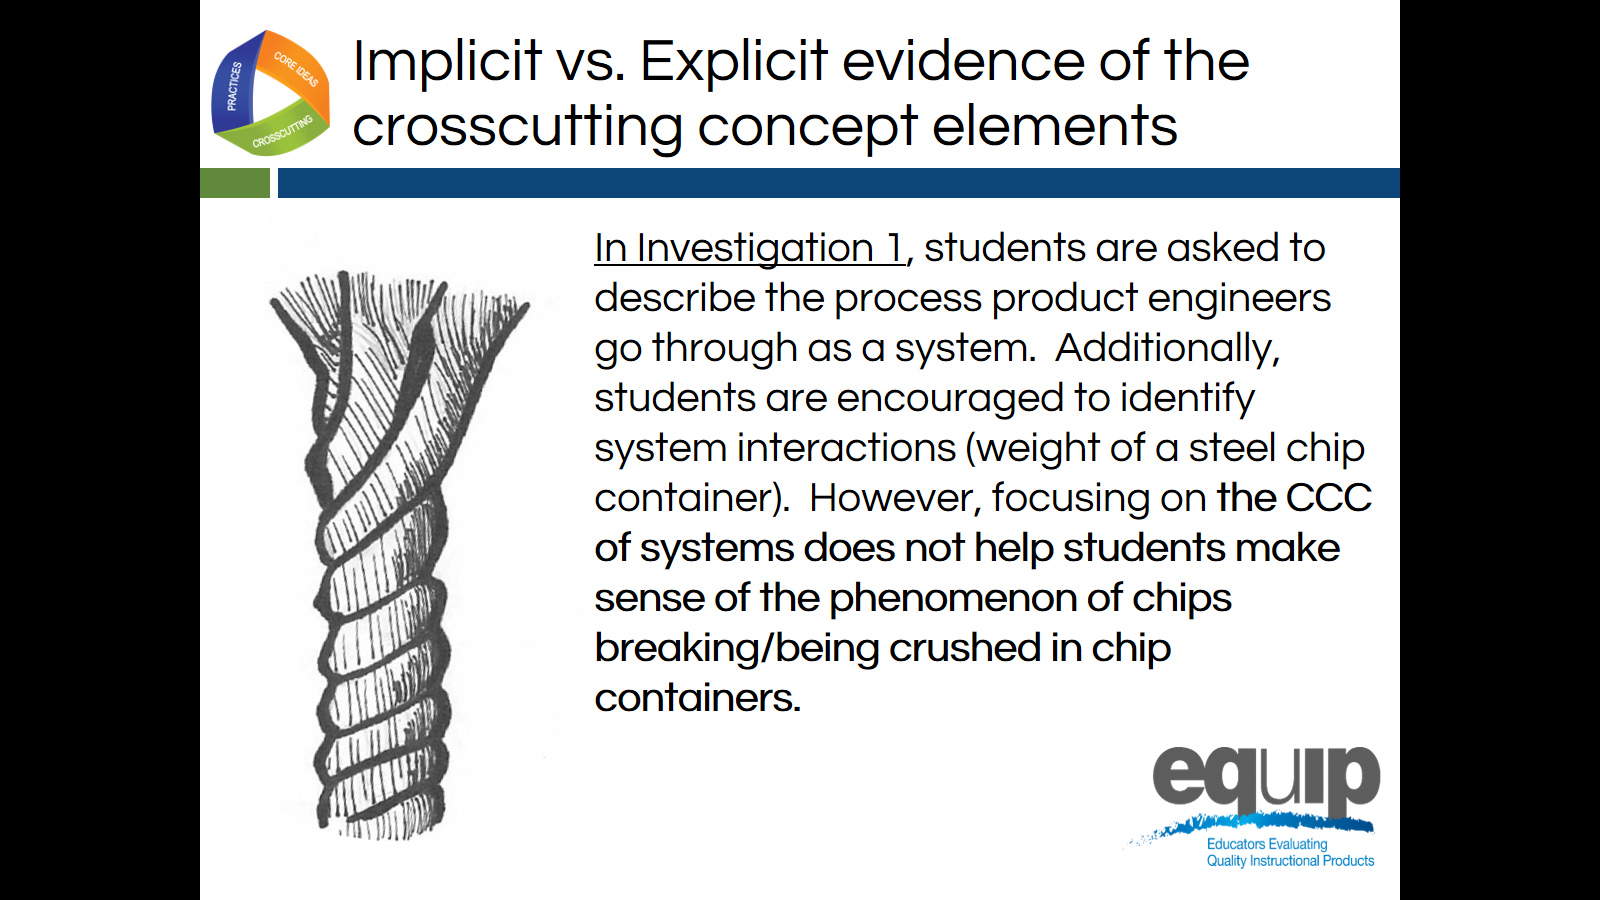 PRACTICES
CORE IDEAS
CROSSCUTTING
Implicit vs. Explicit evidence of the
crosscutting concept elements
In Investigation 1, students are asked to
describe the process product engineers
go through as a system.  Additionally,
students are encouraged to identify
system interactions (weight of a steel chip
container).  However, focusing on the CCC
of systems does not help students make
sense of the phenomenon of chips
breaking/being crushed in chip
containers.
equip
Educators Evaluating
Quality Instructional Products